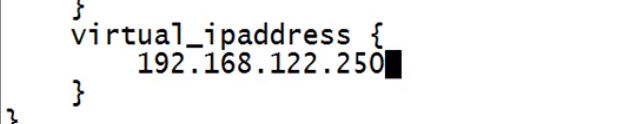 }
virtual_ipaddress {
192.168.122.250
}
}